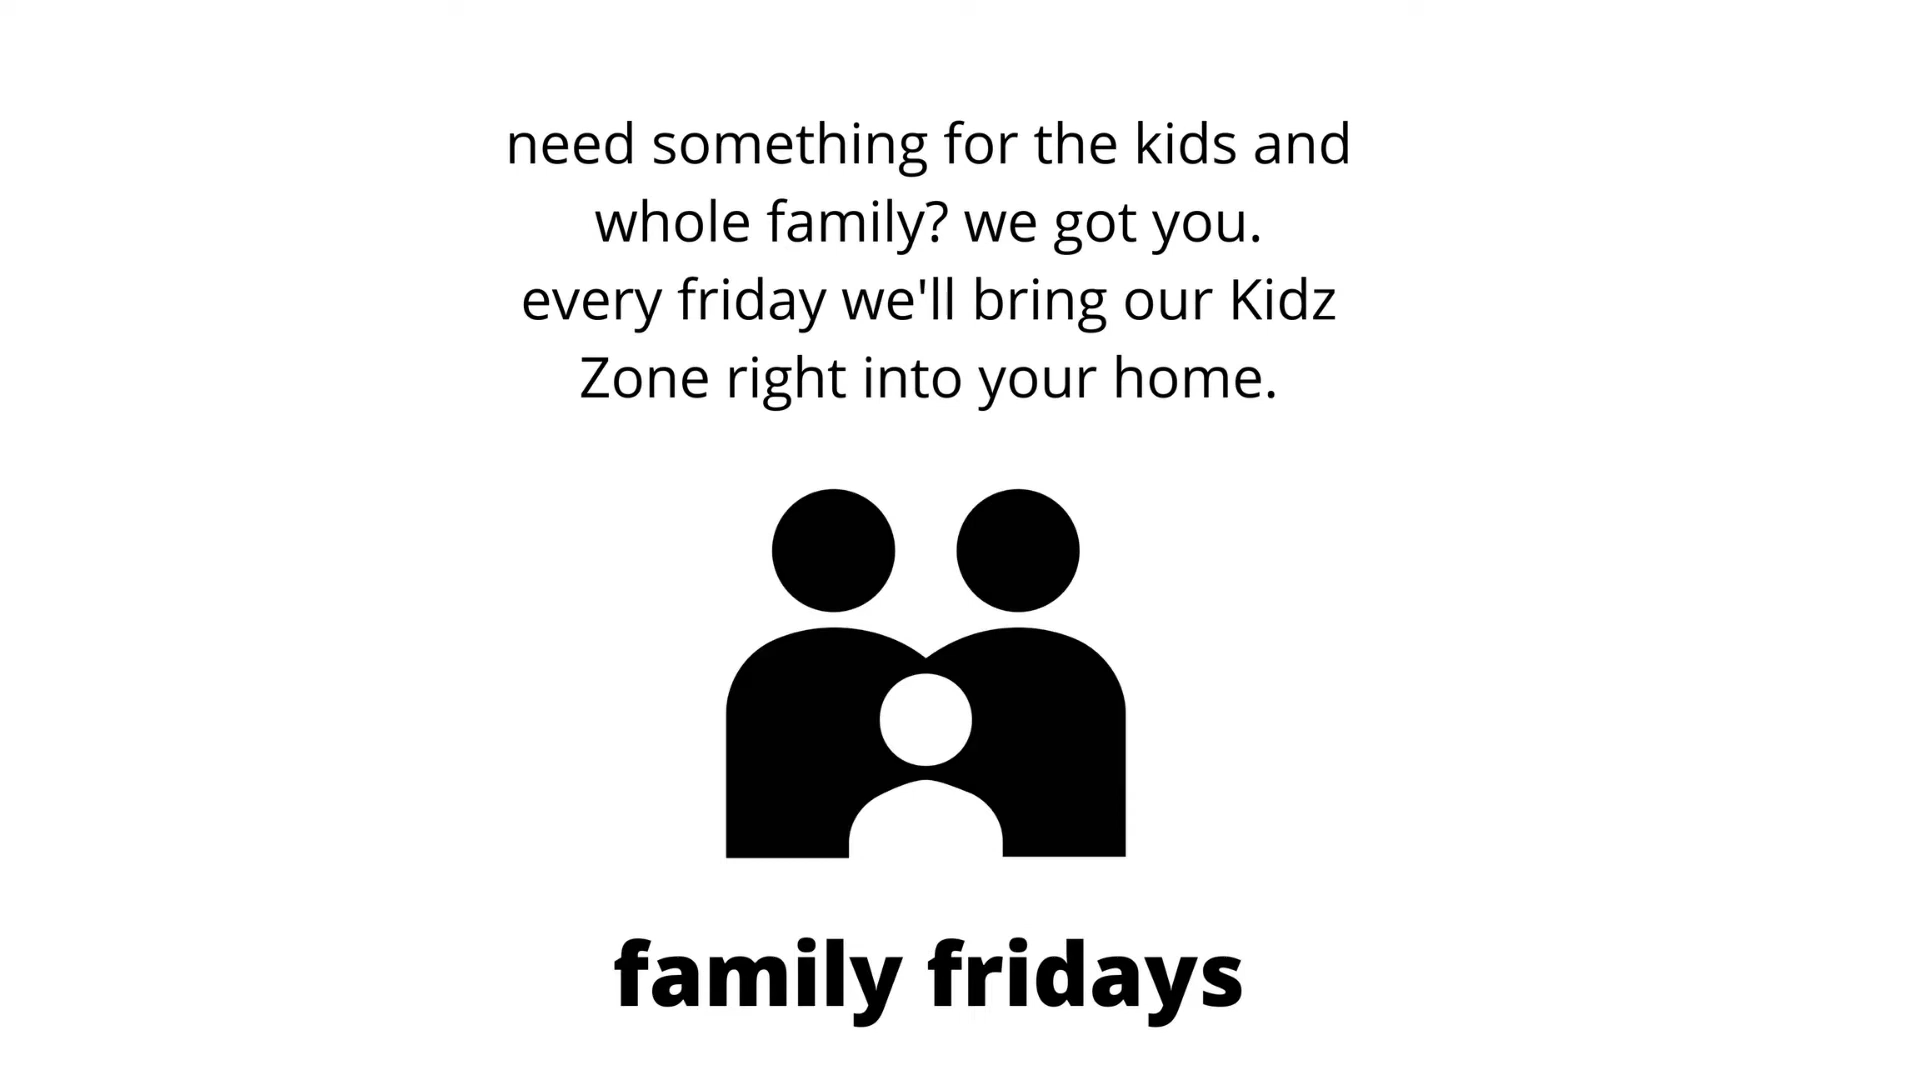 need something for the kids and
whole family? we got you.
every friday we'll bring our Kidz
Zone right into your home.
family fridays